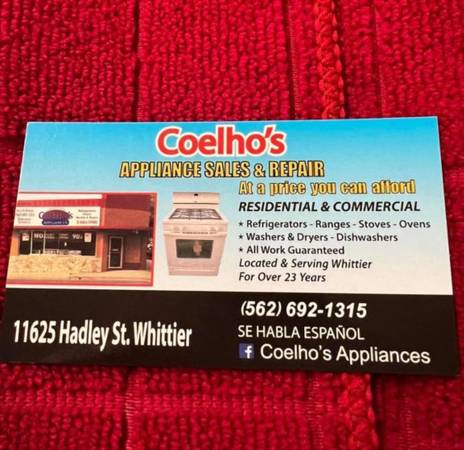 Coelho's
APPLIANCE SALES & REPAIR
At a price you can afford
RESIDENTIAL & COMMERCIAL
★ Refrigerators - Ranges - Stoves - Ovens
★ Washers & Dryers - Dishwashers
★ All Work Guaranteed
Located & Serving Whittier
For Over 23 Years
(562) 692-1315
11625 Hadley St. Whittier
SE HABLA ESPAÑOL
f Coelho's Appliances